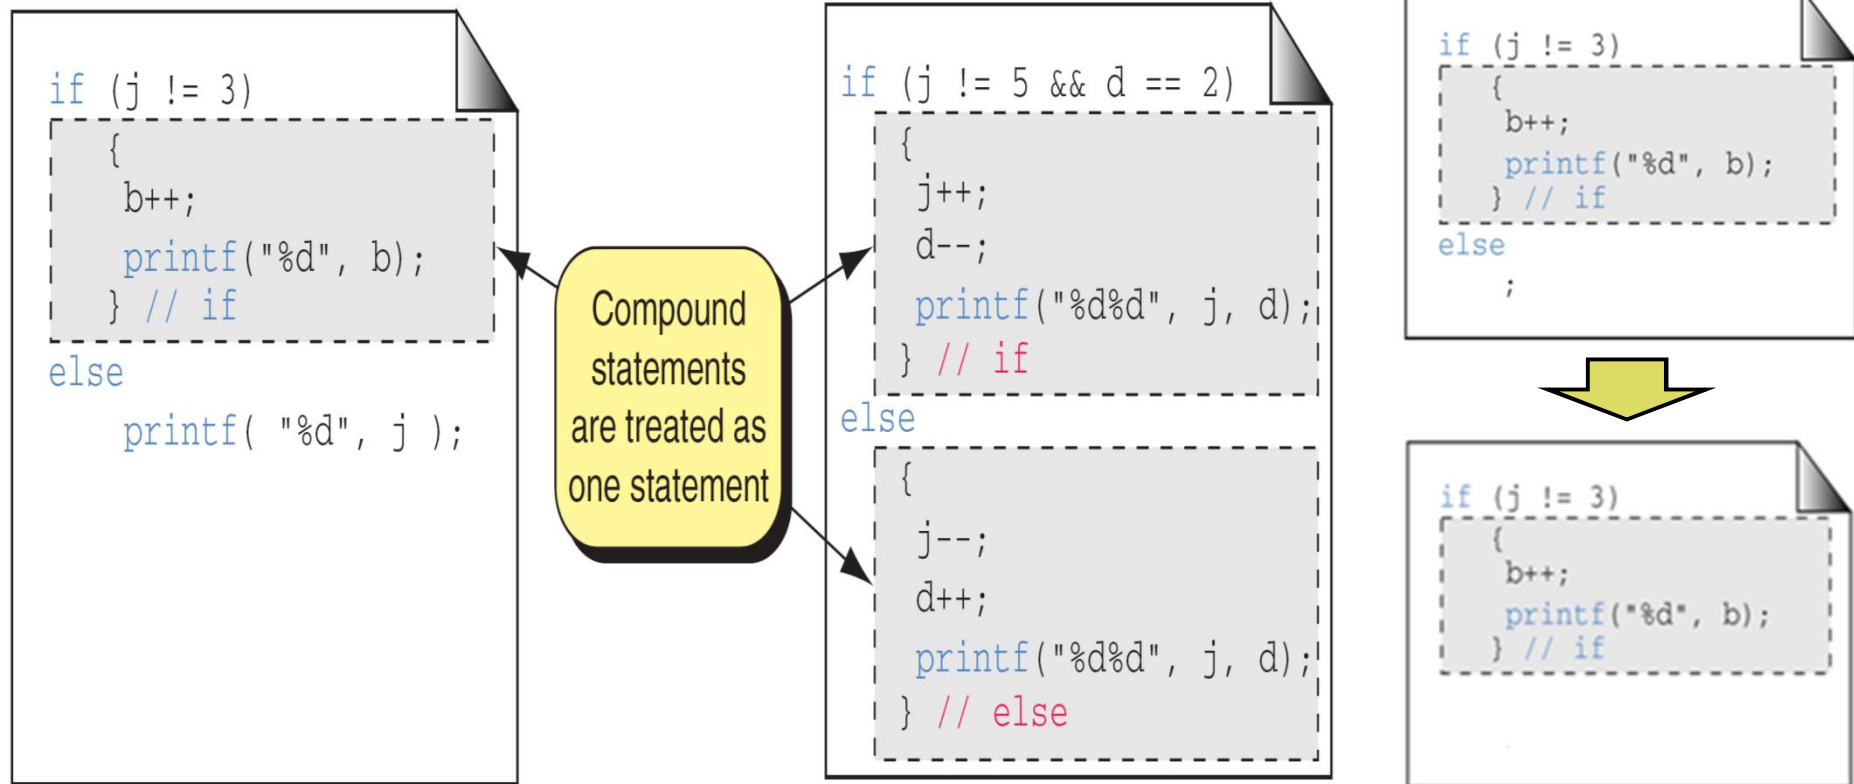 if (j != 3)
{
b++;
printf("%d", b);
} // if
else
printf( "%d", j );
Compound
statements
are treated as
one statement
if (j != 5 && d == 2)
{
j++;
d--;
printf("%d%d", j, d);
} // if
else
{
j--;
d++;
printf("%d%d", j, d);
} // else
if (j != 3)
{
b++;
printf("%d", b);
} // if
else
;
if (j != 3)
{
b++;
printf("%d", b);
} // if